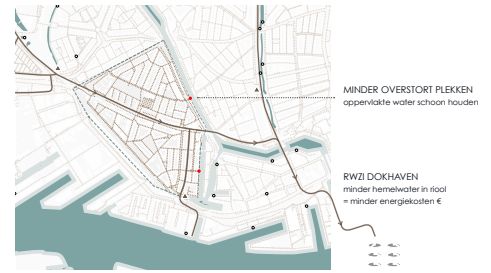 MINDER OVERSTORT PLEKKEN
oppervlakte water schoon houden
RWZI DOKHAVEN
minder hemelwater in riool
= minder energiekosten €